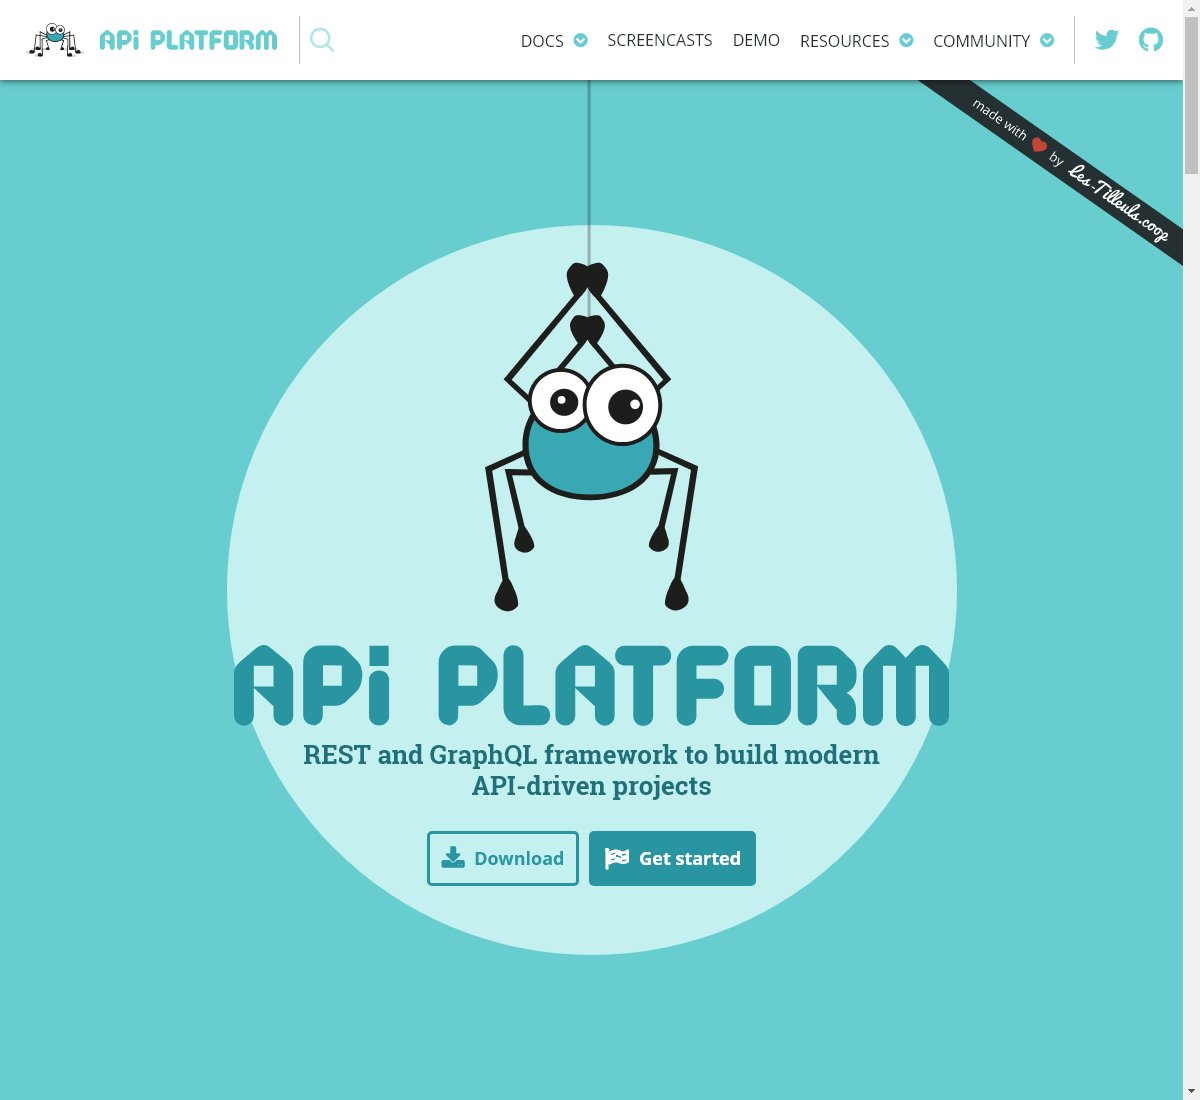 APi PLATFORM
DOCS
SCREENCASTS
DEMO
RESOURCES
COMMUNITY
made with by Les-Tilleuls.coop
APi PLATFORM
REST and GraphQL framework to build modern
API-driven projects
Download
Get started